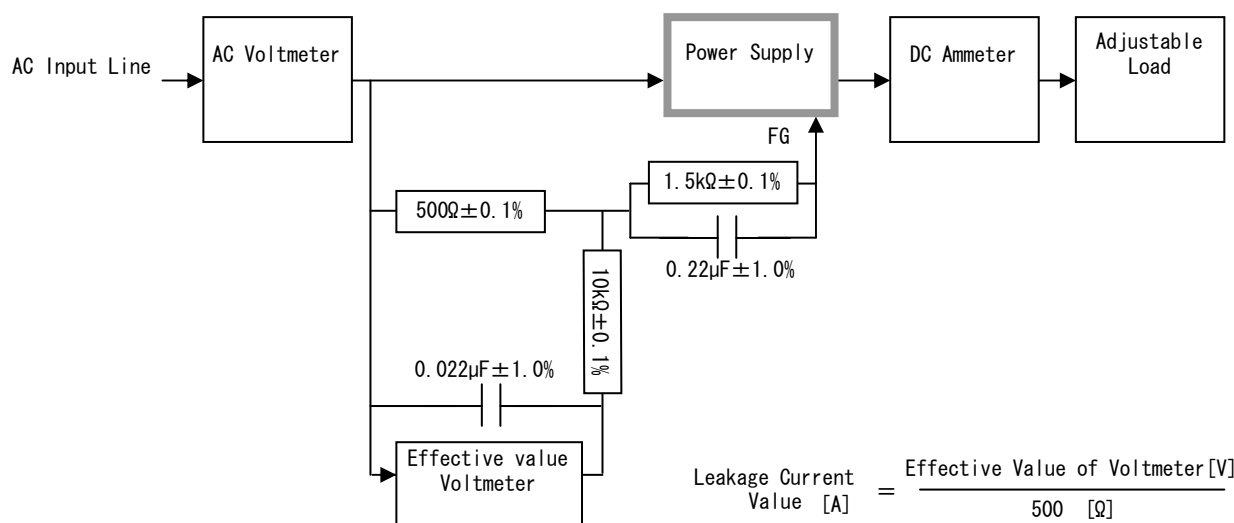 AC Input Line
AC Voltmeter
Power Supply
DC Ammeter
Adjustable
Load
FG
1.5kΩ±0.1%
500Ω±0.1%
0.22μF±1.0%
10kΩ±0.1%
0.022μF±1.0%
Effective value
Voltmeter
Leakage Current
Value [A]
=
Effective Value of Voltmeter[V]
500 [Ω]